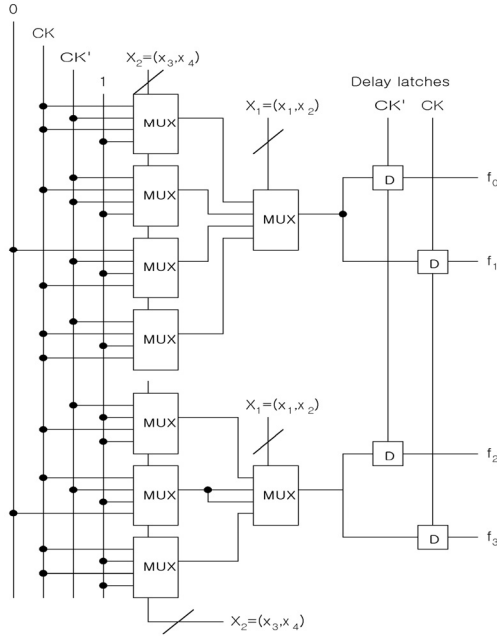 0
CK
CK'
X₂=(x₃,x₄)
1
X₁=(x₁,x₂)
Delay latches
CK' CK
MUX
MUX
MUX
MUX
MUX
D
f₀
D
f₁
X₁=(x₁,x₂)
MUX
MUX
MUX
MUX
D
f₂
D
f₃
X₂=(x₃,x₄)